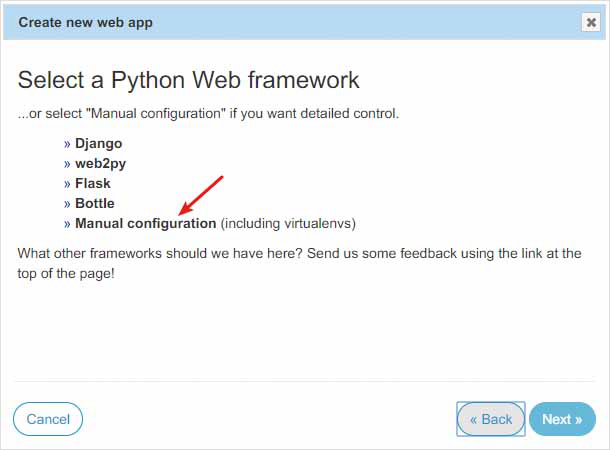 Create new web app
Select a Python Web framework
...or select "Manual configuration" if you want detailed control.
» Django
» web2py
» Flask
» Bottle
» Manual configuration (including virtualenvs)
What other frameworks should we have here? Send us some feedback using the link at the
top of the page!
Cancel
« Back
Next »